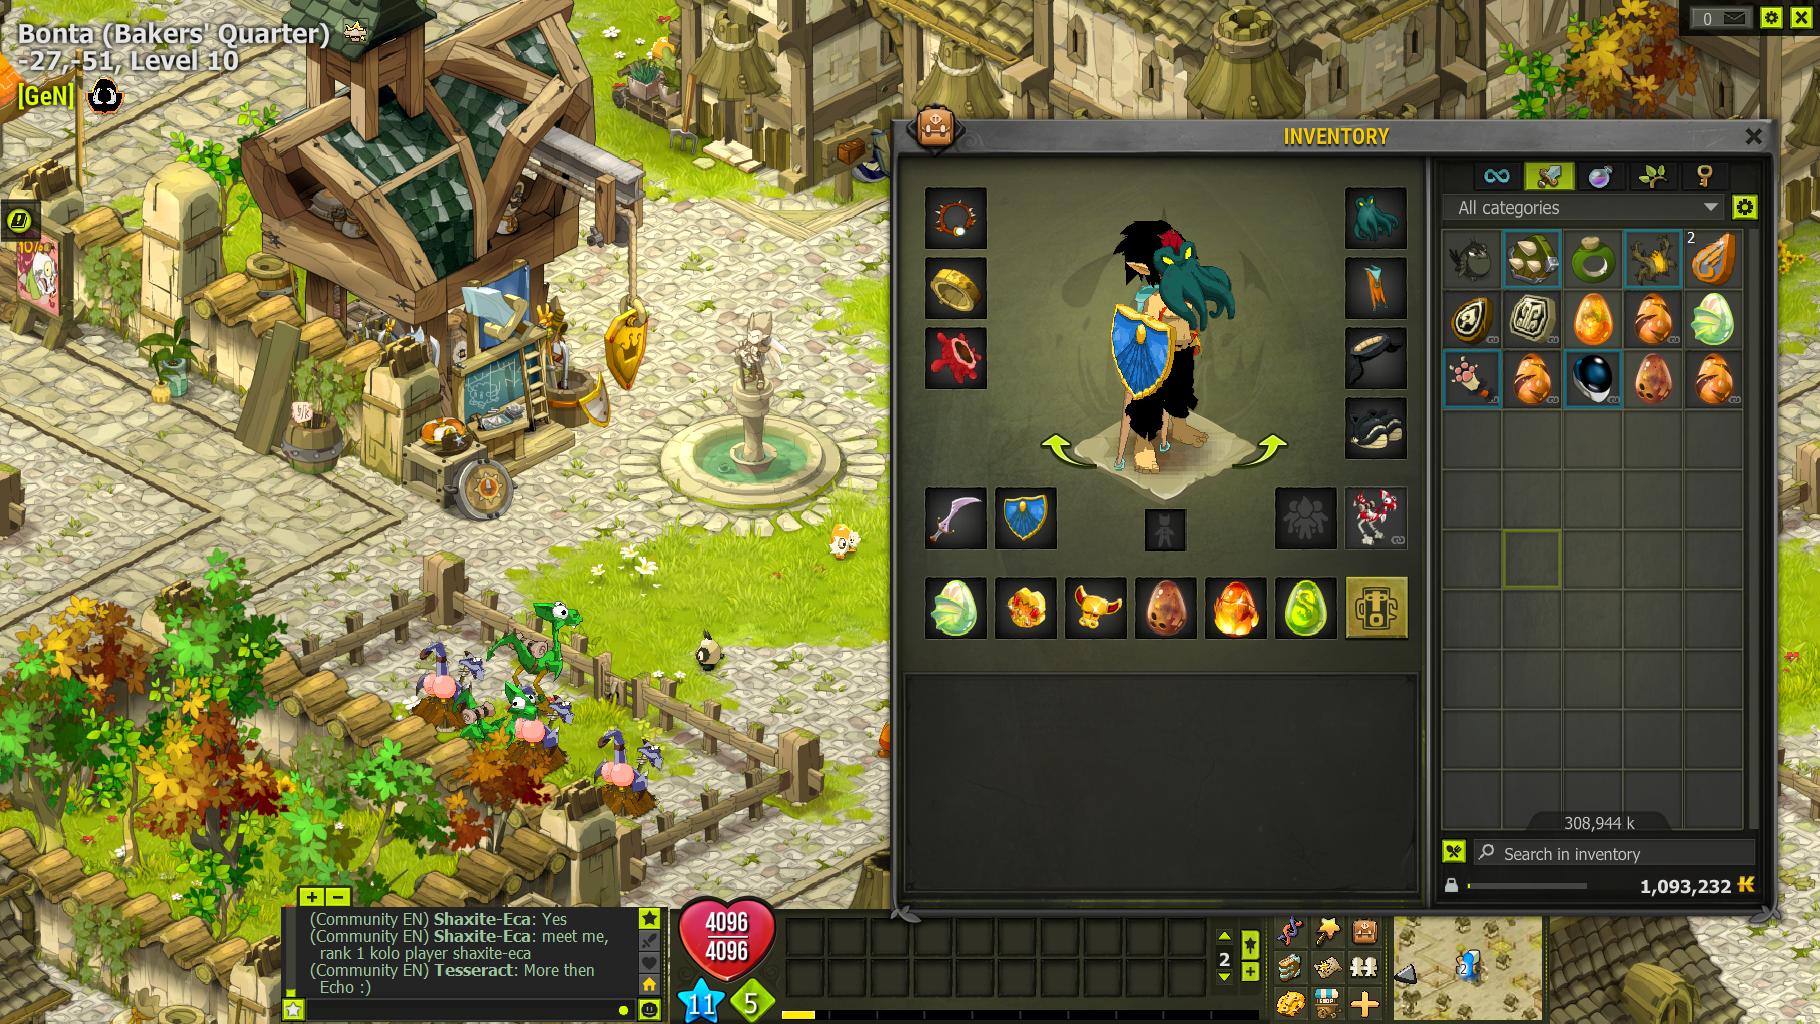 Bonta (Bakers' Quarter)
-27,-51, Level 10
[GeN]
0
INVENTORY
All categories
2
10%
308,944 k
Search in inventory
1,093,232
(Community EN) Shaxite-Eca: Yes
(Community EN) Shaxite-Eca: meet me,
rank 1 kolo player shaxite-eca
(Community EN) Tesseract: More then
Echo :)
4096
4096
11
5
2
SHOP
2